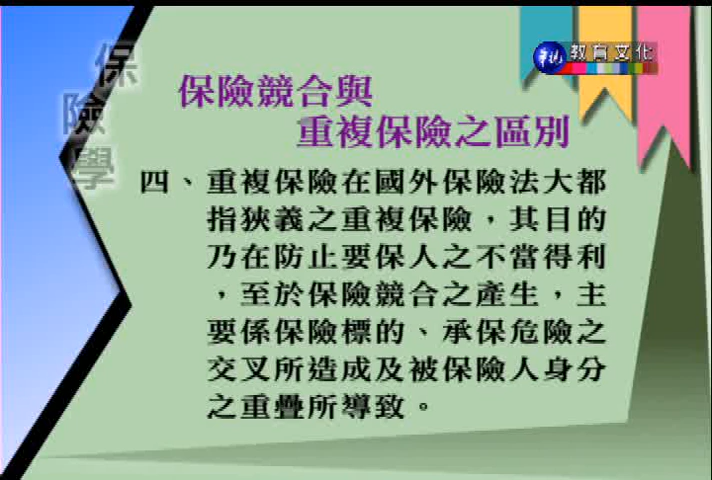 教育文化
保險學
保險競合與
重複保險之區別
四、重複保險在國外保險法大都
指狹義之重複保險，其目的
乃在防止要保人之不當得利
，至於保險競合之產生，主
要係保險標的、承保危險之
交叉所造成及被保險人身分
之重疊所導致。